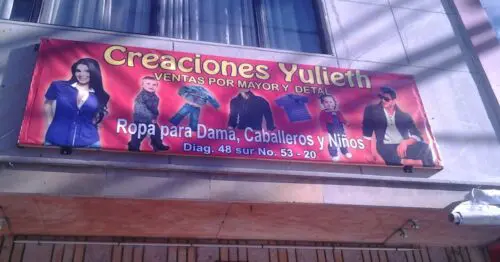 Creaciones Yulieth
VENTAS POR MAYOR Y DETAL
Ropa para Dama, Caballeros y Niños
Diag. 48 sur No. 53 - 20